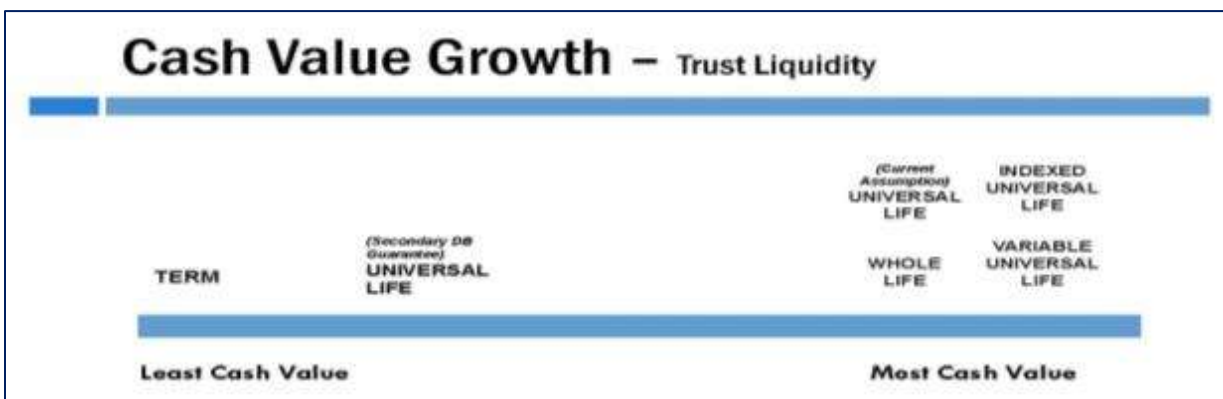 Cash Value Growth – Trust Liquidity
(Current
Assumption)
UNIVERSAL
LIFE
INDEXED
UNIVERSAL
LIFE
TERM
(Secondary DB
Guarantee)
UNIVERSAL
LIFE
WHOLE
LIFE
VARIABLE
UNIVERSAL
LIFE
Least Cash Value
Most Cash Value